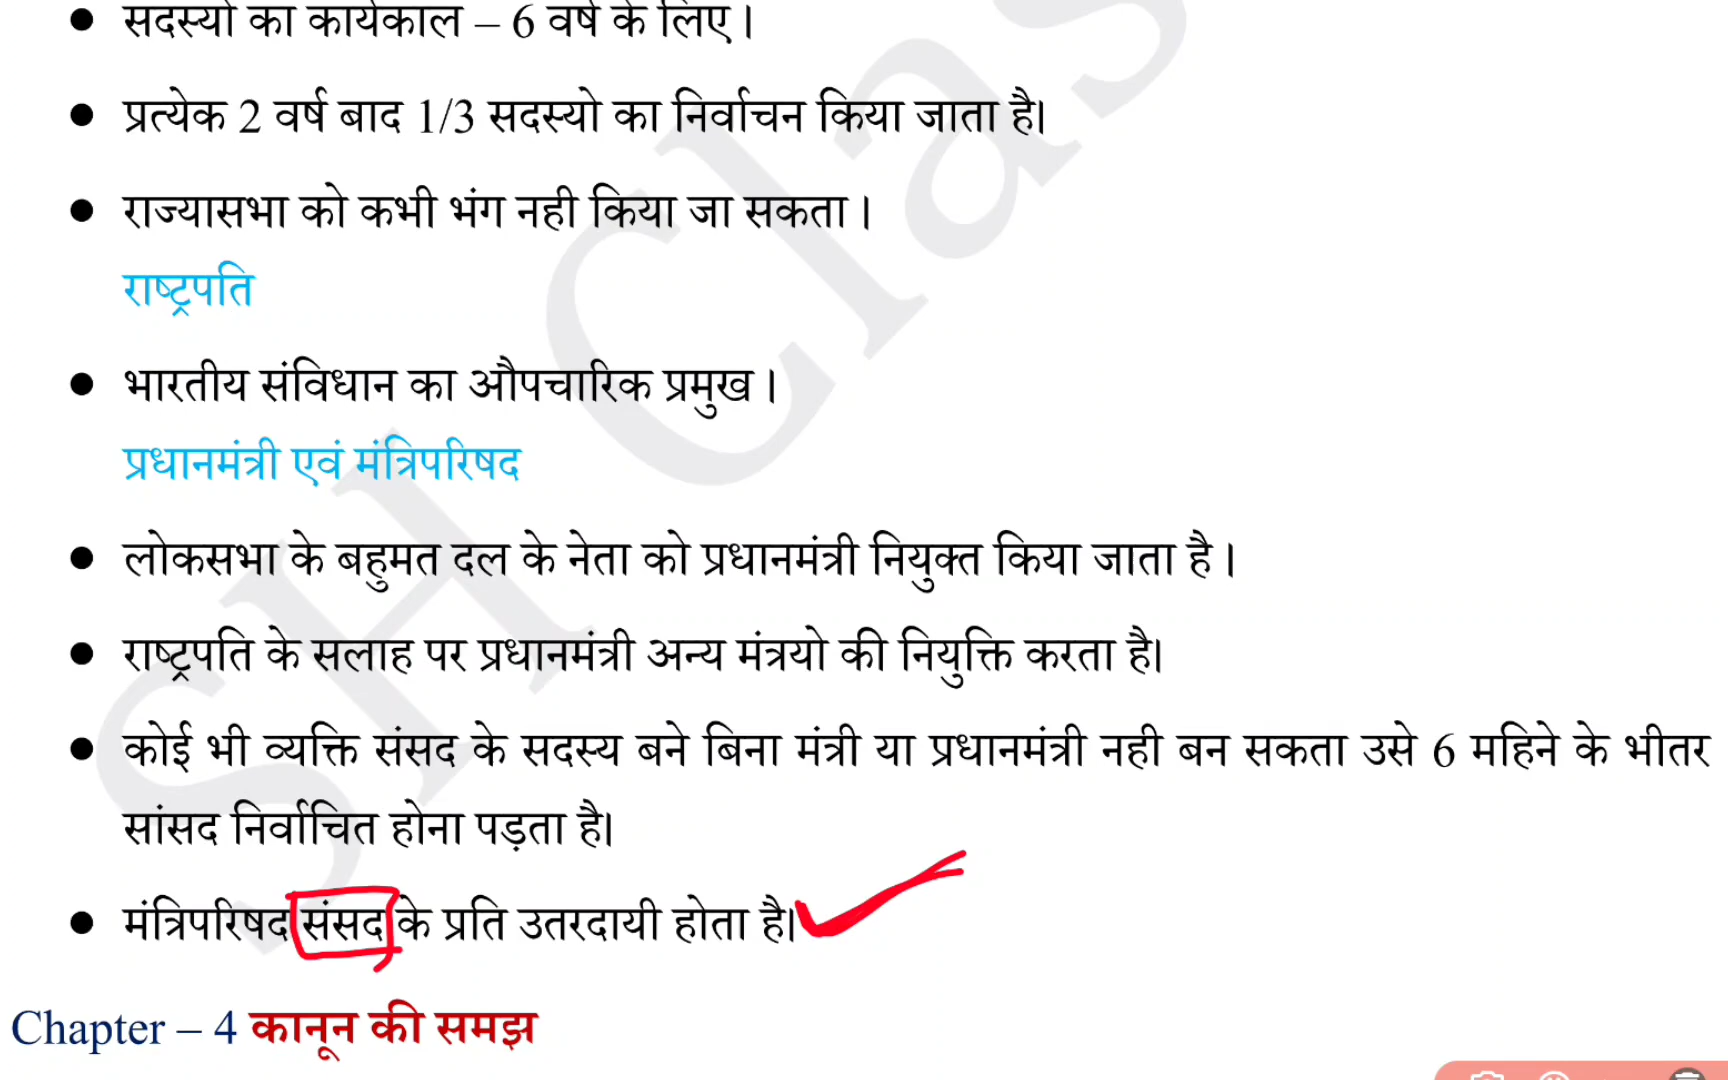 ● सदस्यो का कार्यकाल – 6 वर्ष के लिए।
● प्रत्येक 2 वर्ष बाद 1/3 सदस्यो का निर्वाचन किया जाता है।
● राज्यासभा को कभी भंग नही किया जा सकता।
राष्ट्रपति
● भारतीय संविधान का औपचारिक प्रमुख।
प्रधानमंत्री एवं मंत्रिपरिषद
● लोकसभा के बहुमत दल के नेता को प्रधानमंत्री नियुक्त किया जाता है।
● राष्ट्रपति के सलाह पर प्रधानमंत्री अन्य मंत्रयो की नियुक्ति करता है।
● कोई भी व्यक्ति संसद के सदस्य बने बिना मंत्री या प्रधानमंत्री नही बन सकता उसे 6 महिने के भीतर
सांसद निर्वाचित होना पड़ता है।
● मंत्रिपरिषद संसद के प्रति उतरदायी होता है।
Chapter – 4 कानून की समझ
SH Clas